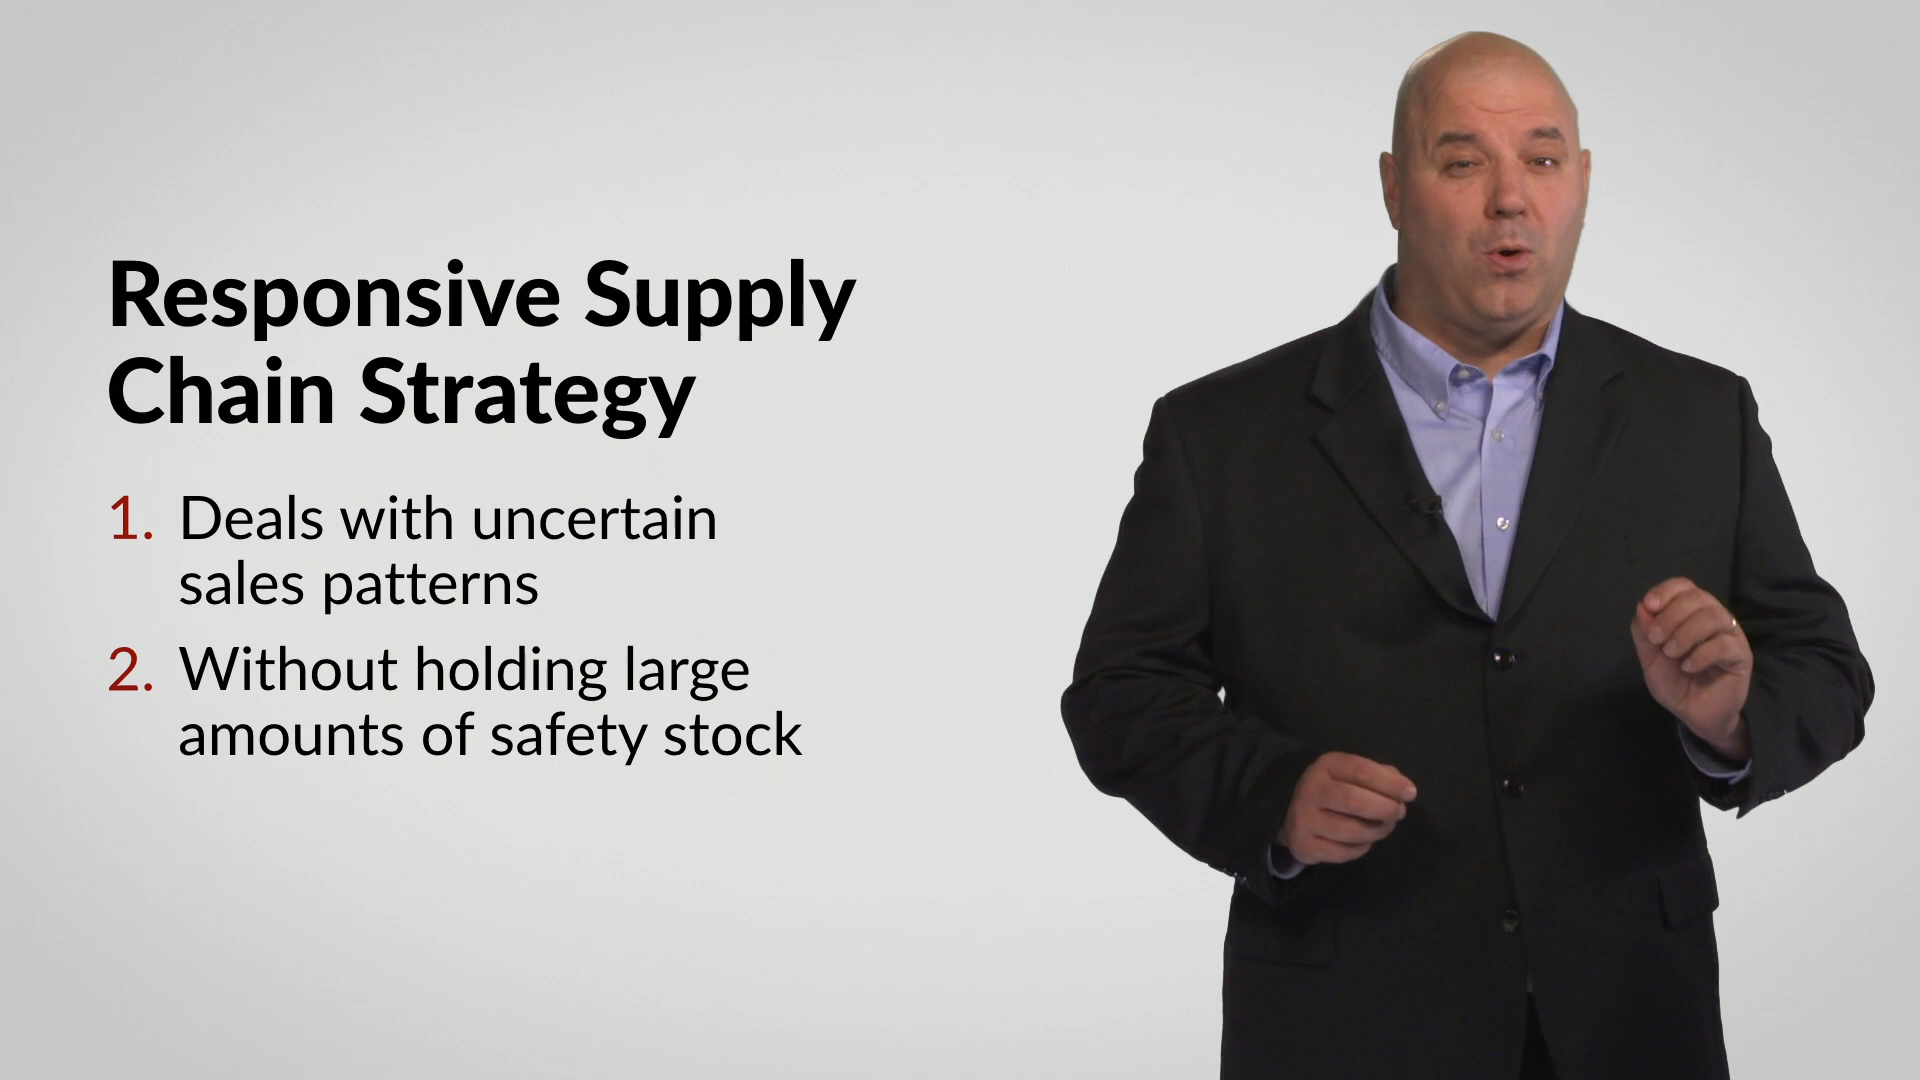 Responsive Supply
Chain Strategy
1. Deals with uncertain
sales patterns
2. Without holding large
amounts of safety stock